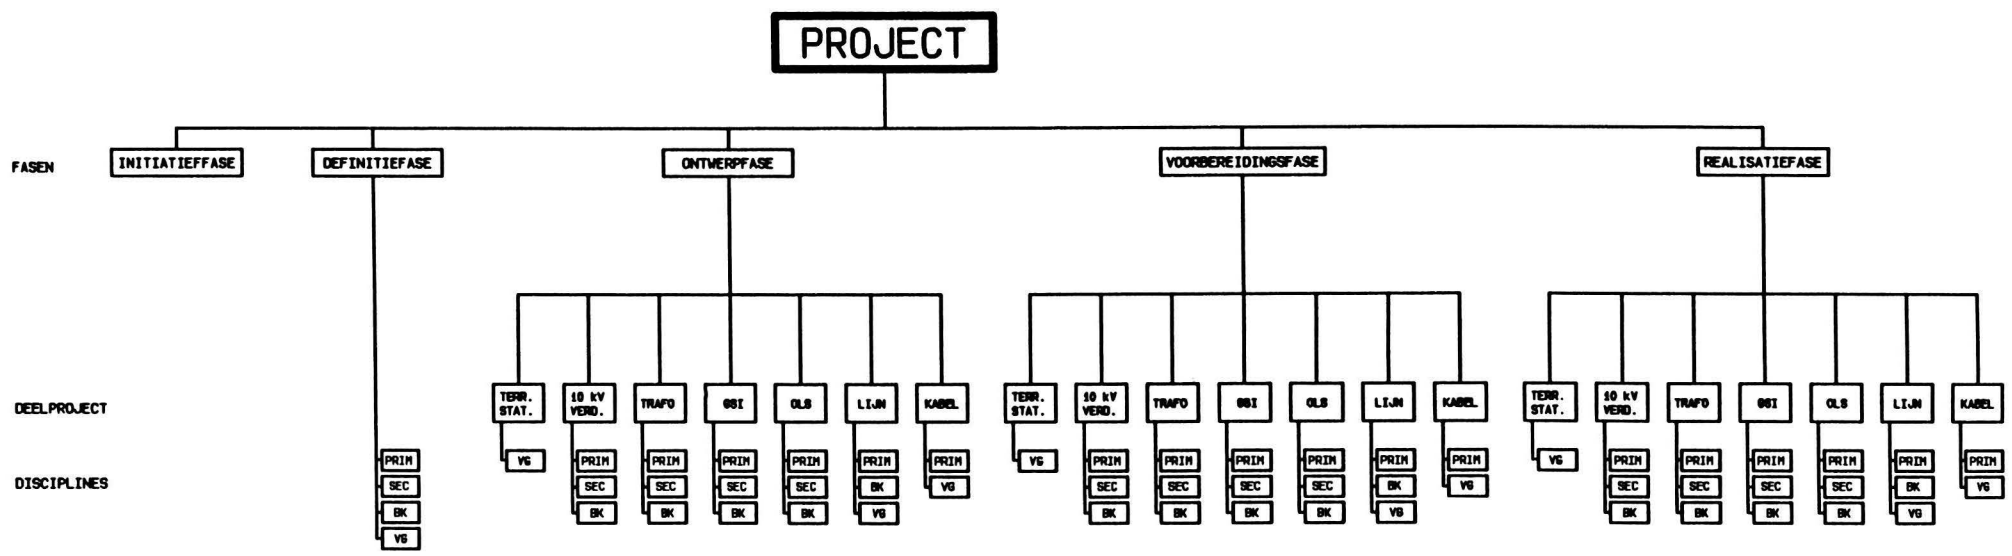 PROJECT
FASEN
INITIATIEFFASE
DEFINITIEFASE
ONTWERPFASE
VOORBEREIDINGSFASE
REALISATIEFASE
DEELPROJECT
TERR.
STAT.
10 kV
VERD.
TRAFO
GSI
OLS
LIJN
KABEL
TERR.
STAT.
10 kV
VERD.
TRAFO
GSI
OLS
LIJN
KABEL
TERR.
STAT.
10 kV
VERD.
TRAFO
GSI
OLS
LIJN
KABEL
DISCIPLINES
PRIM
SEC
BK
VG
VG
PRIM
SEC
BK
PRIM
SEC
BK
PRIM
SEC
BK
PRIM
SEC
BK
PRIM
BK
VG
PRIM
VG
VG
PRIM
SEC
BK
PRIM
SEC
BK
PRIM
SEC
BK
PRIM
SEC
BK
PRIM
BK
VG
PRIM
VG
VG
PRIM
SEC
BK
PRIM
SEC
BK
PRIM
SEC
BK
PRIM
SEC
BK
PRIM
BK
VG
PRIM
VG